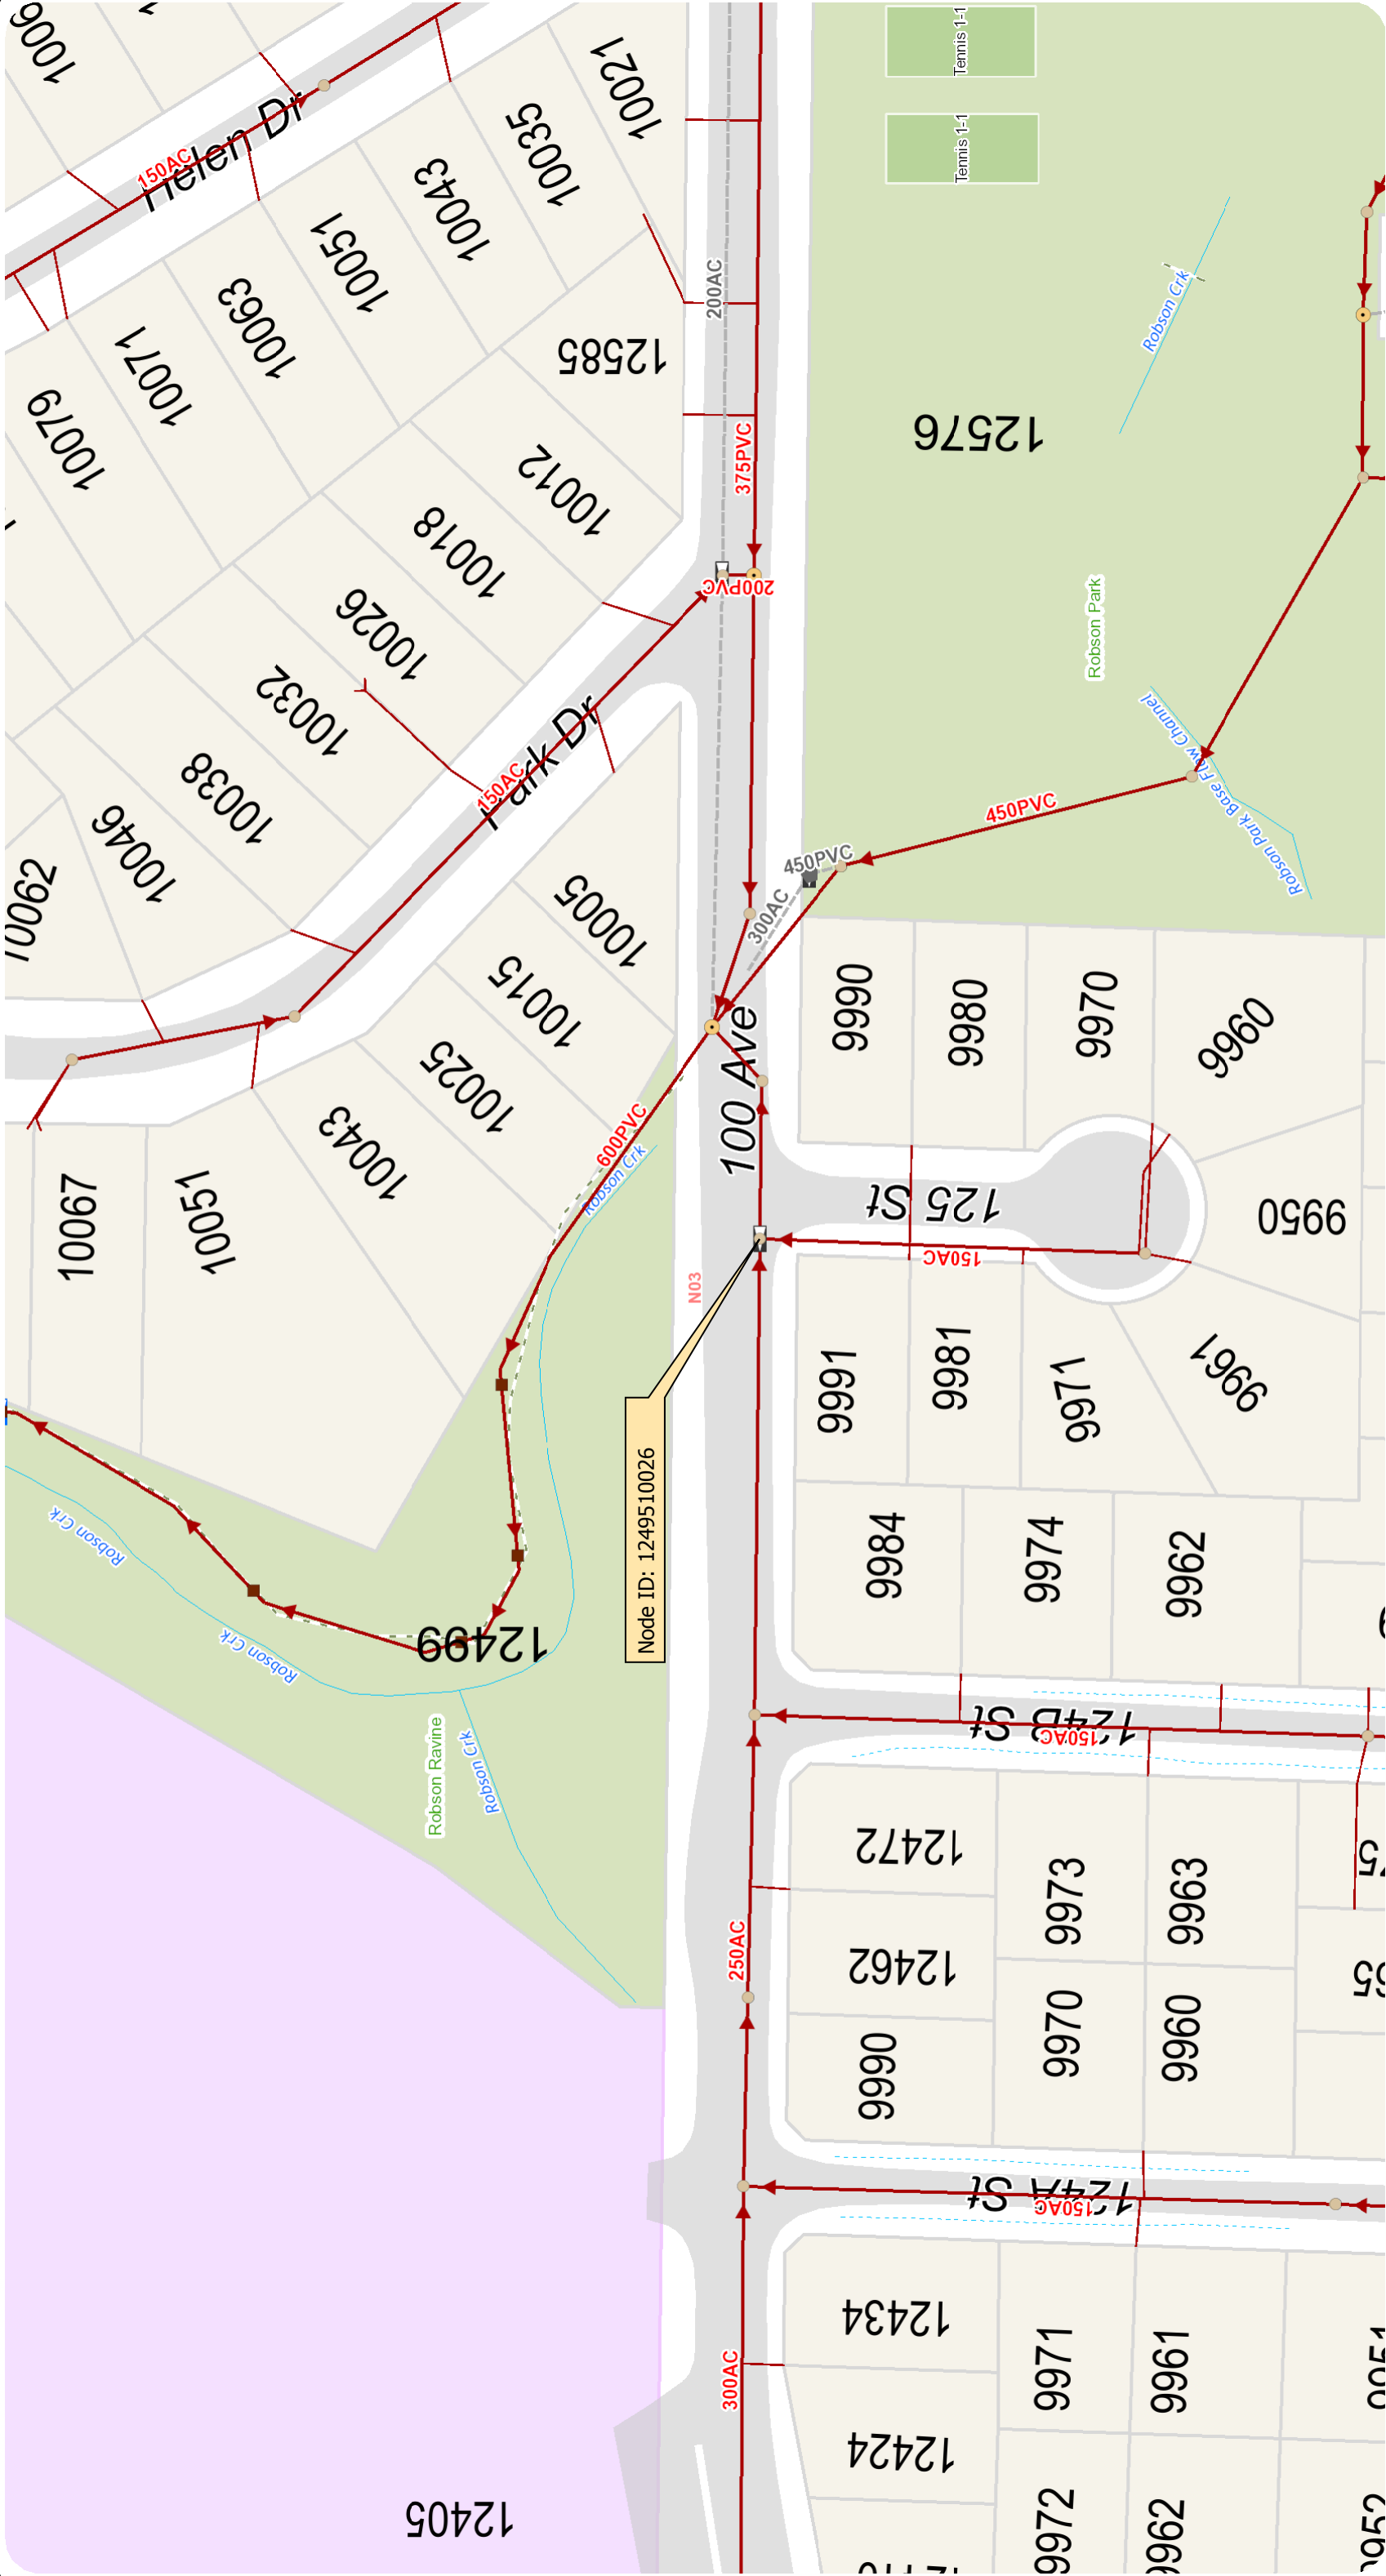 Tennis 1-1
10021
10035
10006
Helen Dr
150AC
10043
Tennis 1-1
10051
200AC
Robson Crk
10063
12585
10071
10079
375PVC
12576
10012
10018
200PVC
10026
Robson Park
10032
Park Dr
150AC
10038
Robson Park Base Flow Channel
450PVC
10046
450PVC
10062
300AC
10005
10015
9990
9980
9970
9960
10025
100 Ave
600PVC
10043
Robson Crk
10067
10051
125 St
9950
150AC
N03
9991
9981
9971
9961
Node ID: 1249510026
Robson Crk
9984
9974
9962
Robson Crk
12499
124B St
150AC
Robson Ravine
Robson Crk
12472
9973
9963
250AC
12462
9970
9960
9990
124A St
150AC
12434
9971
9961
9951
300AC
12424
9972
9962
9952
12405